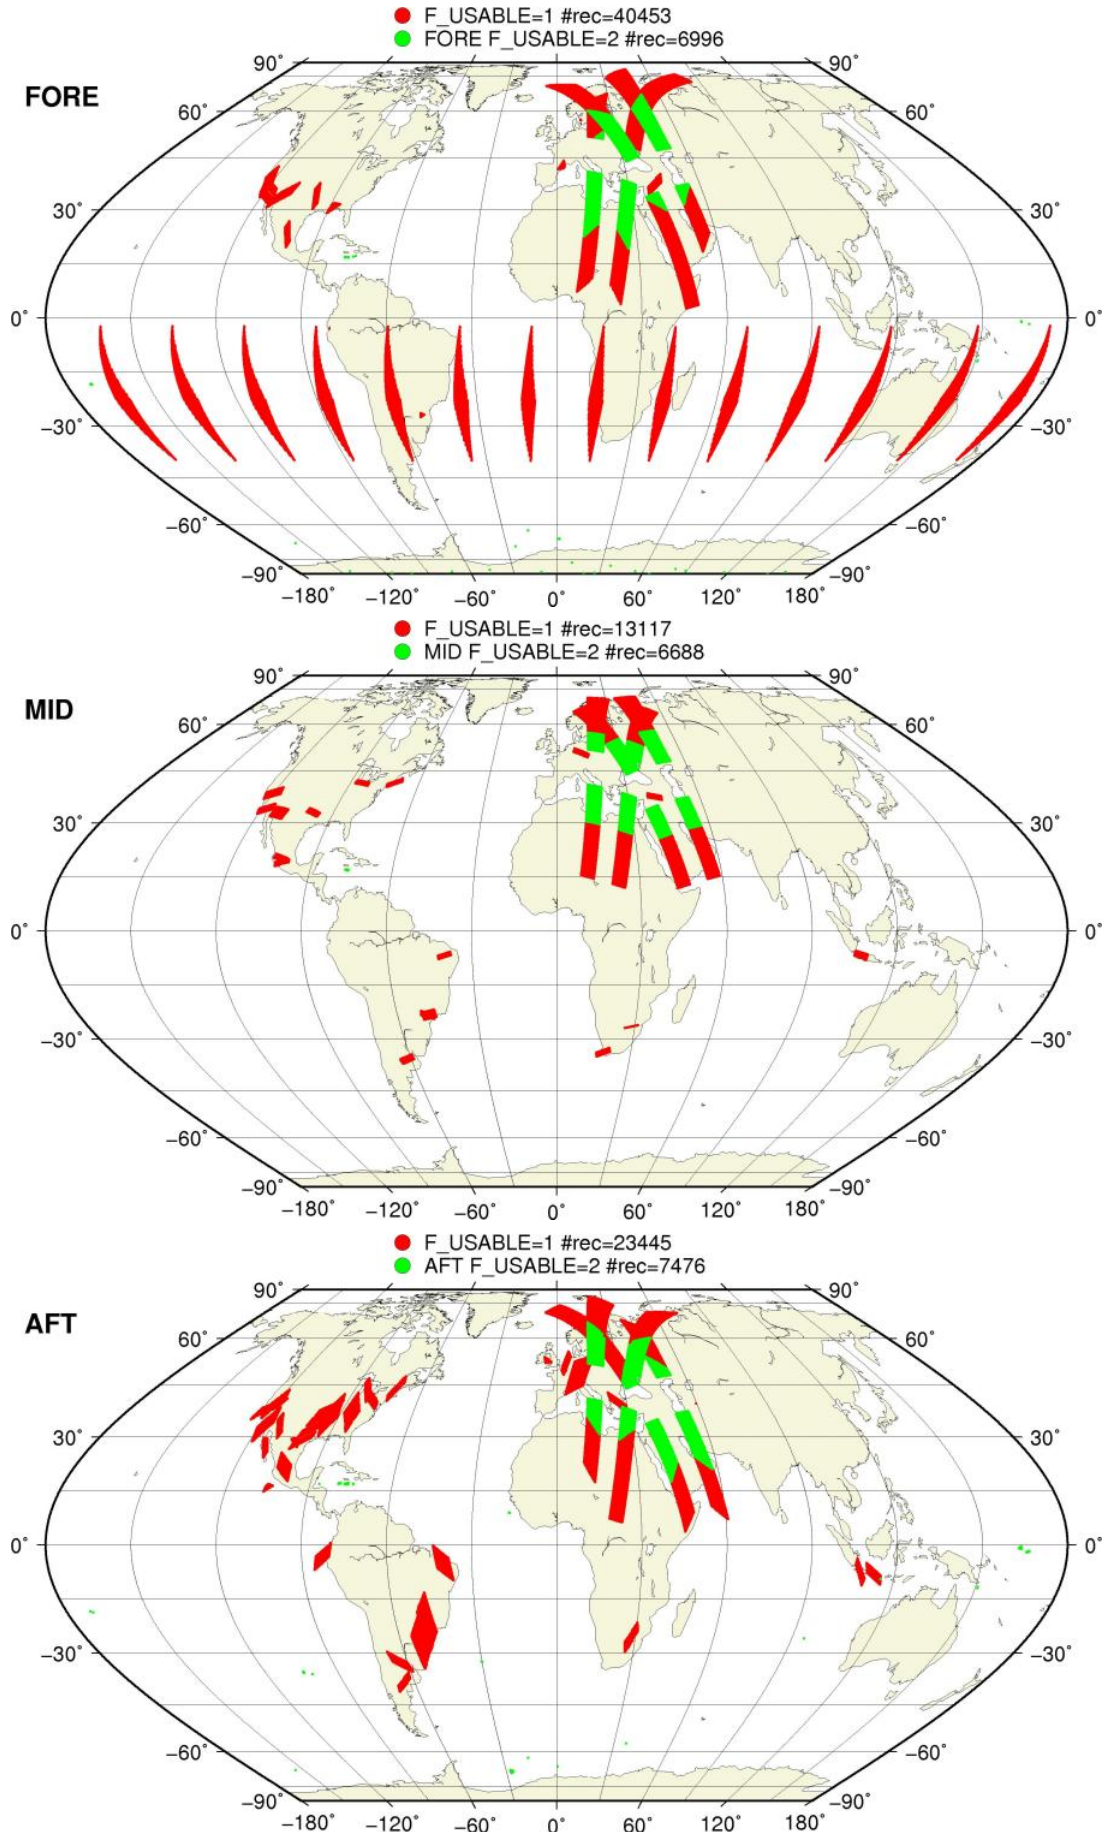 F_USABLE=1 #rec=40453
FORE F_USABLE=2 #rec=6996
FORE
90° 90°
60° 60°
30° 30°
0° 0°
−30° −30°
−60° −60°
−90° −90°
−180° −120° −60° 0° 60° 120° 180°
F_USABLE=1 #rec=13117
MID F_USABLE=2 #rec=6688
MID
90° 90°
60° 60°
30° 30°
0° 0°
−30° −30°
−60° −60°
−90° −90°
−180° −120° −60° 0° 60° 120° 180°
F_USABLE=1 #rec=23445
AFT F_USABLE=2 #rec=7476
AFT
90° 90°
60° 60°
30° 30°
0° 0°
−30° −30°
−60° −60°
−90° −90°
−180° −120° −60° 0° 60° 120° 180°